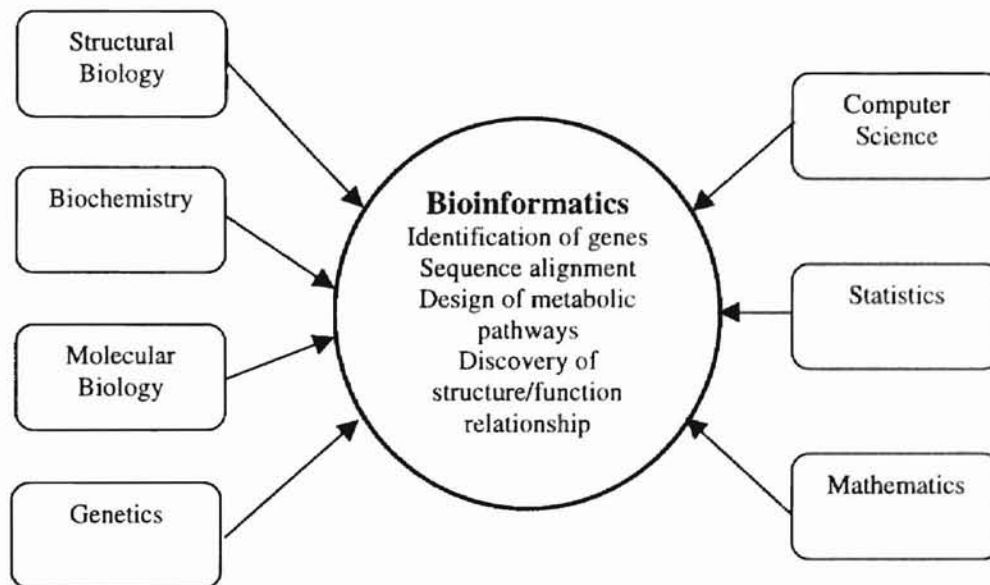 Structural
Biology
Biochemistry
Molecular
Biology
Genetics
Bioinformatics
Identification of genes
Sequence alignment
Design of metabolic
pathways
Discovery of
structure/function
relationship
Computer
Science
Statistics
Mathematics